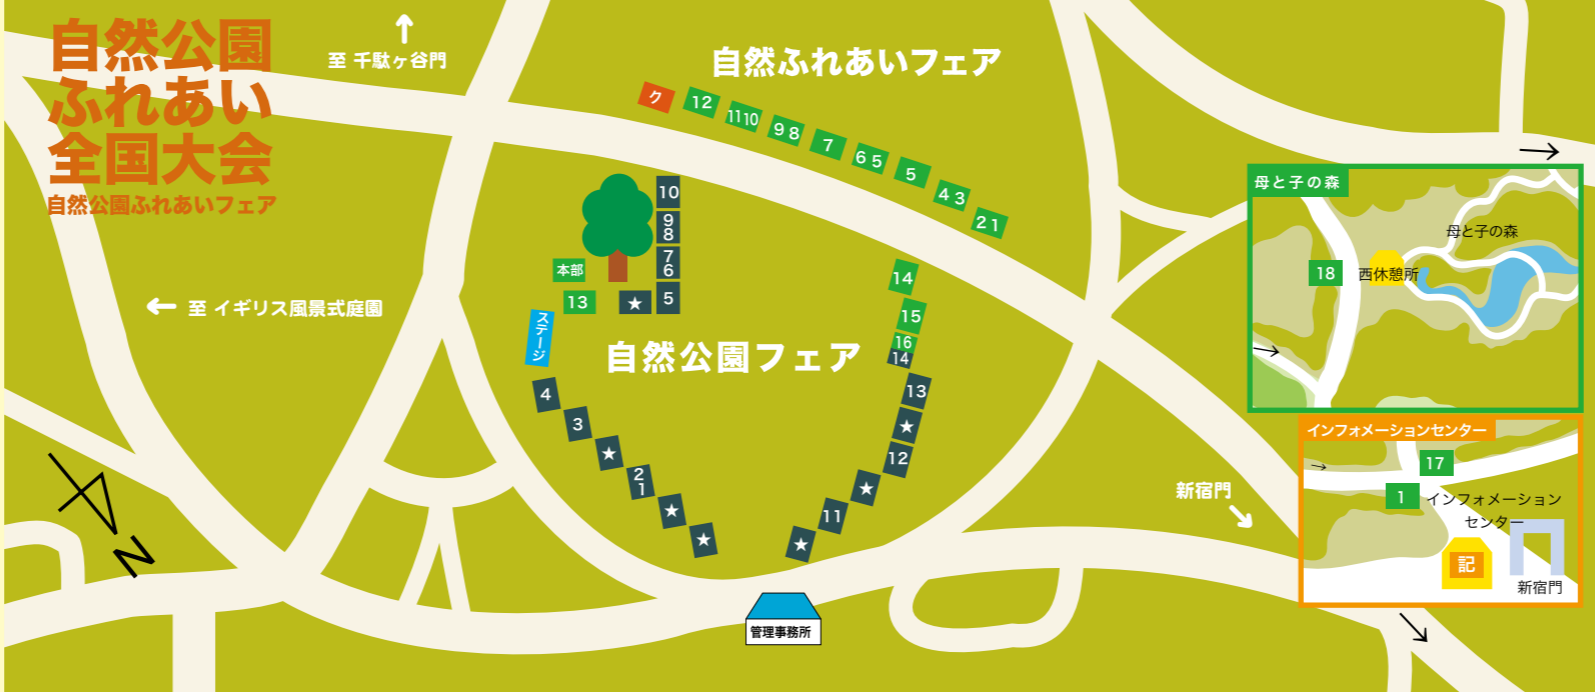 自然公園
ふれあい
全国大会
自然公園ふれあいフェア
至 千駄ヶ谷門
自然ふれあいフェア
ク
12
11 10
9 8
7
6 5
5
4 3
2 1
10
9
8
7
6
5
★
本部
13
ステージ
至 イギリス風景式庭園
自然公園フェア
14
15
16
14
13
★
12
★
11
★
4
3
★
2
1
★
★
管理事務所
新宿門
N
母と子の森
母と子の森
18
西休憩所
インフォメーションセンター
17
1
インフォメーション
センター
記
新宿門